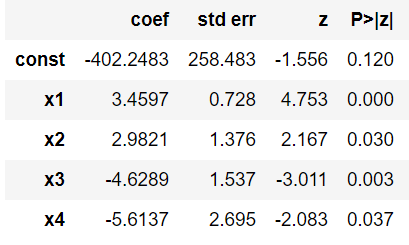 coef std err z P>|z|
const -402.2483 258.483 -1.556 0.120
x1 3.4597 0.728 4.753 0.000
x2 2.9821 1.376 2.167 0.030
x3 -4.6289 1.537 -3.011 0.003
x4 -5.6137 2.695 -2.083 0.037